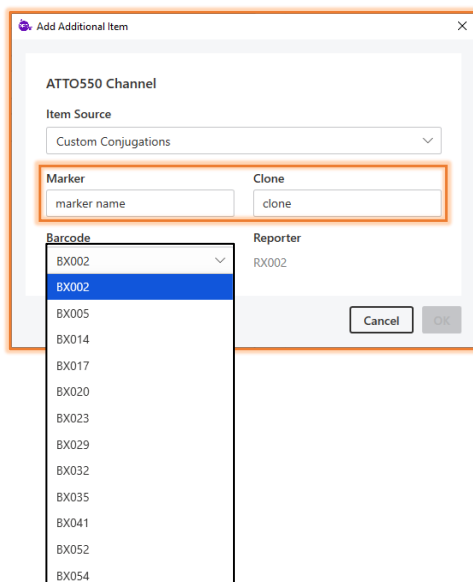 Add Additional Item
ATTO550 Channel
Item Source
Custom Conjugations
Marker Clone
marker name clone
Barcode Reporter
BX002 RX002
BX002
BX005
BX014
Cancel OK
BX017
BX020
BX023
BX029
BX032
BX035
BX041
BX052
BX054